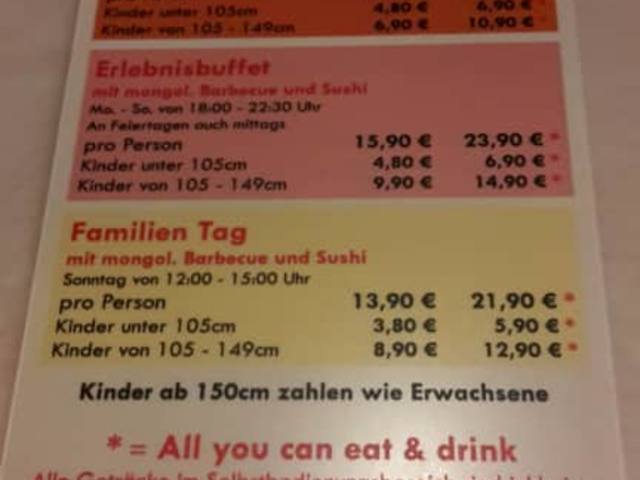 Kinder unter 105cm 4,80 € 6,90 € *
Kinder von 105 - 149cm 6,90 € 10,90 € *
Erlebnisbuffet
mit mongol. Barbecue und Sushi
Mo. - So. von 18:00 - 22:30 Uhr
An Feiertagen auch mittags
pro Person 15,90 € 23,90 € *
Kinder unter 105cm 4,80 € 6,90 € *
Kinder von 105 - 149cm 9,90 € 14,90 € *
Familien Tag
mit mongol. Barbecue und Sushi
Sonntag von 12:00 - 15:00 Uhr
pro Person 13,90 € 21,90 € *
Kinder unter 105cm 3,80 € 5,90 € *
Kinder von 105 - 149cm 8,90 € 12,90 € *
Kinder ab 150cm zahlen wie Erwachsene
* = All you can eat & drink
Alle Getränke im